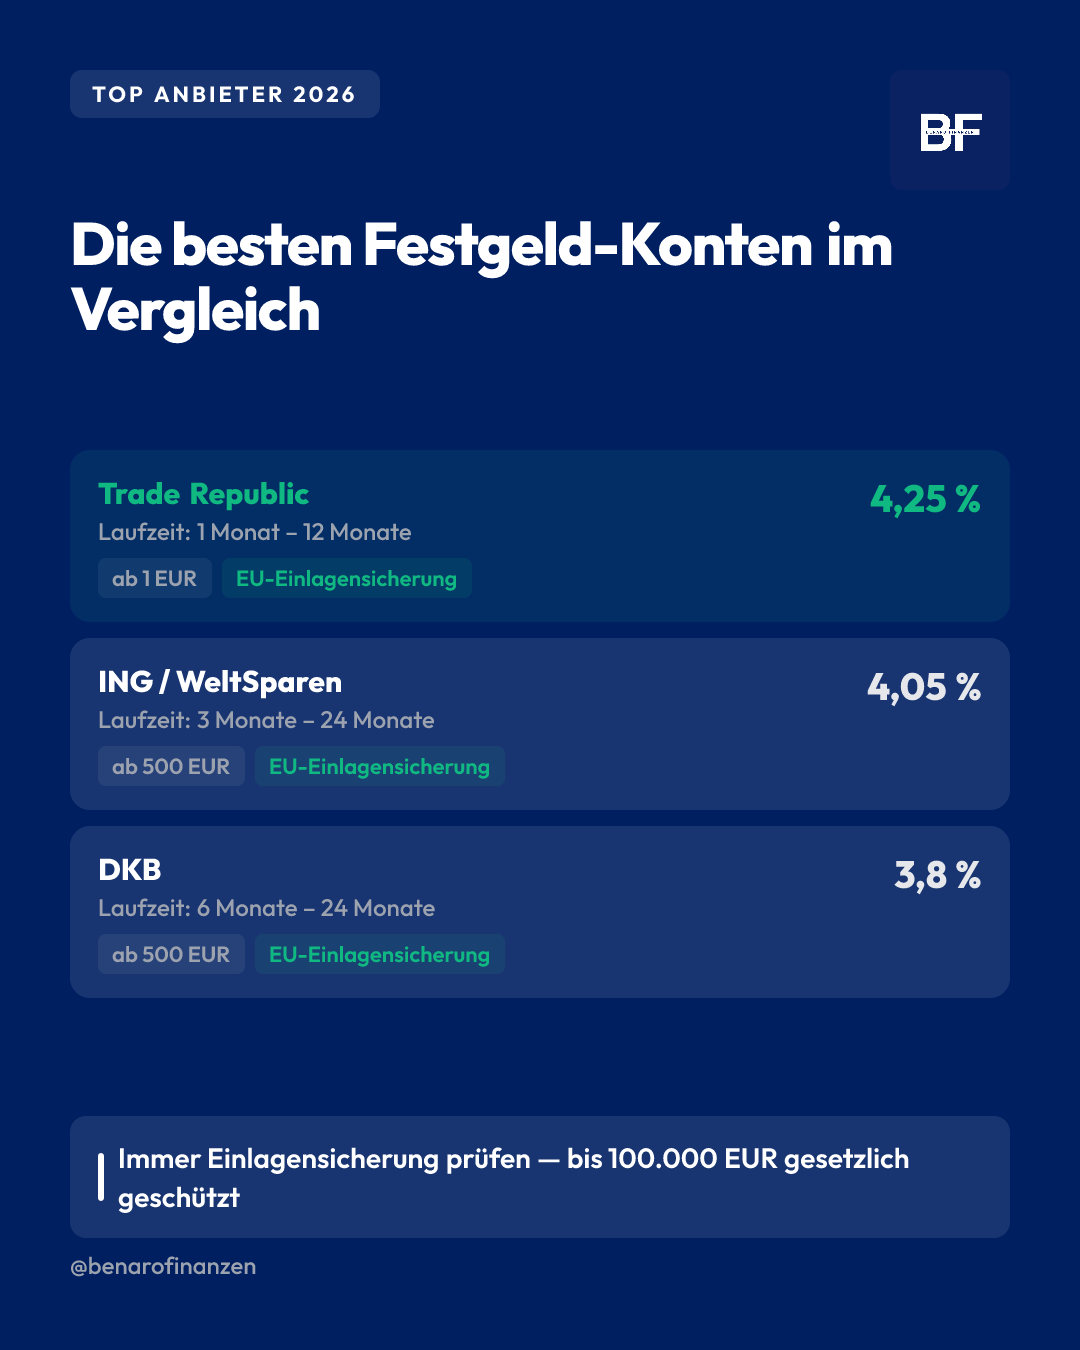 TOP ANBIETER 2026
BF
Die besten Festgeld-Konten im
Vergleich
Trade Republic
4,25 %
Laufzeit: 1 Monat – 12 Monate
ab 1 EUR
EU-Einlagensicherung
ING / WeltSparen
4,05 %
Laufzeit: 3 Monate – 24 Monate
ab 500 EUR
EU-Einlagensicherung
DKB
3,8 %
Laufzeit: 6 Monate – 24 Monate
ab 500 EUR
EU-Einlagensicherung
Immer Einlagensicherung prüfen — bis 100.000 EUR gesetzlich
geschützt
@benarofinanzen